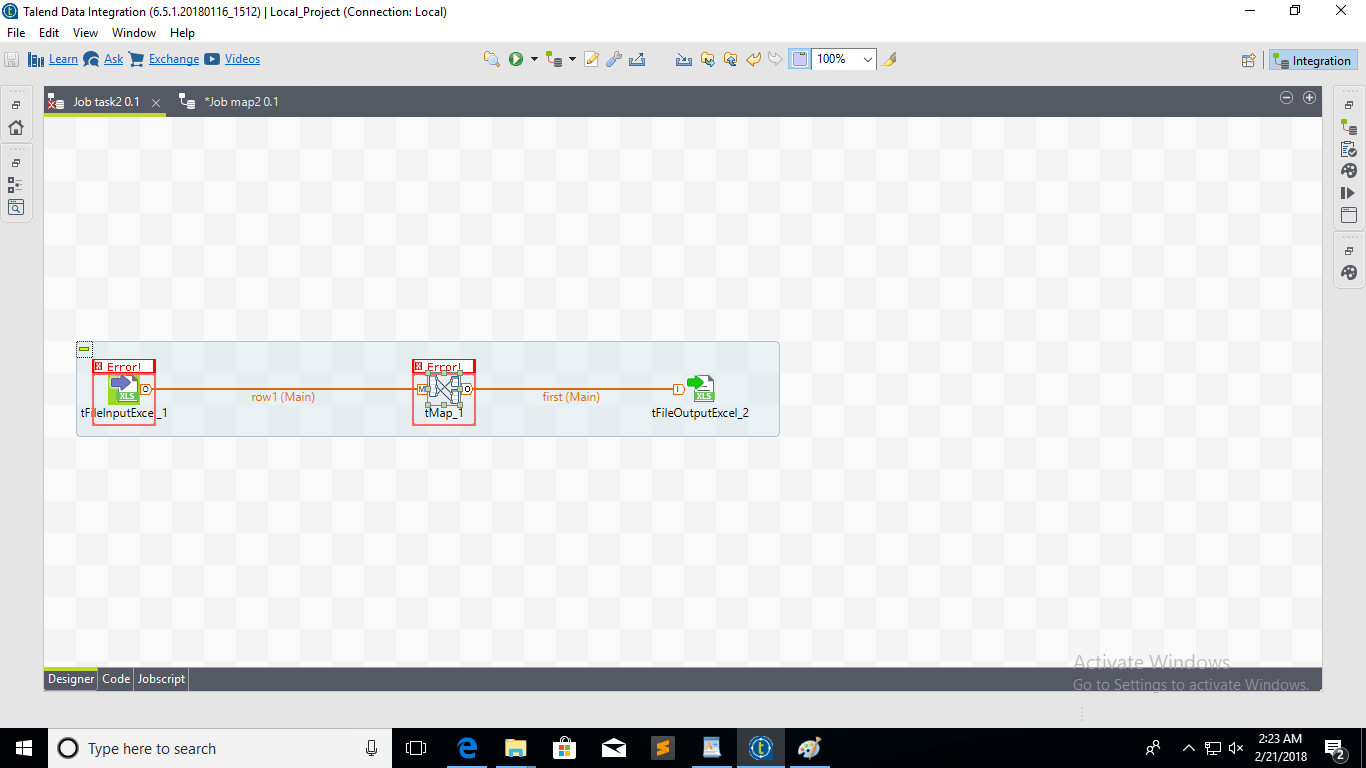 Talend Data Integration (6.5.1.20180116_1512) | Local_Project (Connection: Local)
File Edit View Window Help
Learn Ask Exchange Videos 100% Integration
Job task2 0.1 *Job map2 0.1
Error! Error!
XLS XLS
row1 (Main) first (Main)
tFileInputExcel_1 tMap_1 tFileOutputExcel_2
Activate Windows
Go to Settings to activate Windows.
Designer Code Jobscript
Type here to search
2:23 AM
2/21/2018
2